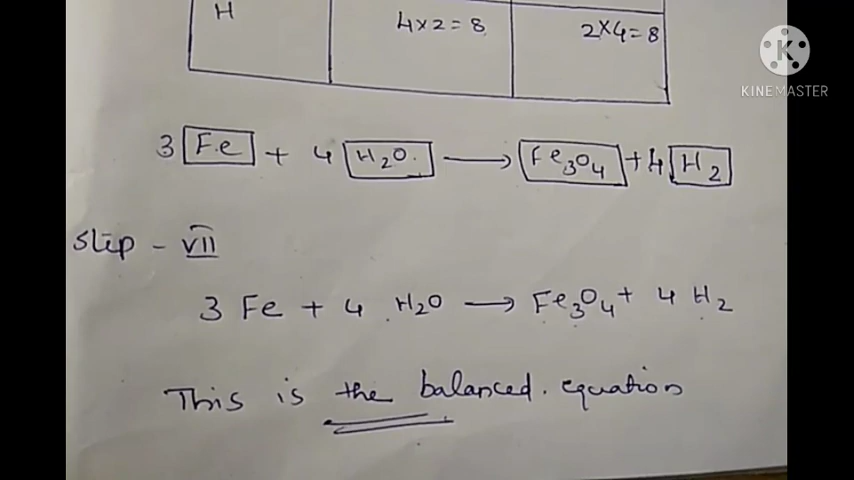 H 4×2=8 2×4=8
K
KINEMASTER
3 Fe + 4 H₂O. ⟶ Fe₃O₄ + 4 H₂
Step - VII
3 Fe + 4 H₂O ⟶ Fe₃O₄ + 4 H₂
This is the balanced. equation